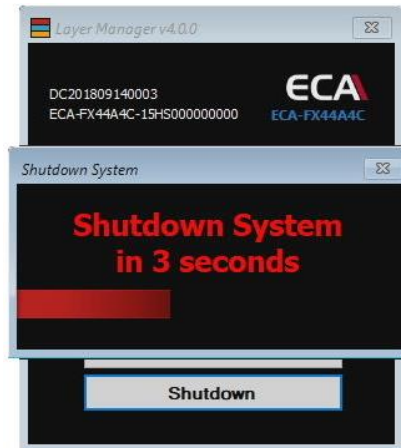 Layer Manager v4.0.0
DC201809140003
ECA-FX44A4C-15HS000000000
ECA
ECA-FX44A4C
Shutdown System
Shutdown System
in 3 seconds
Shutdown